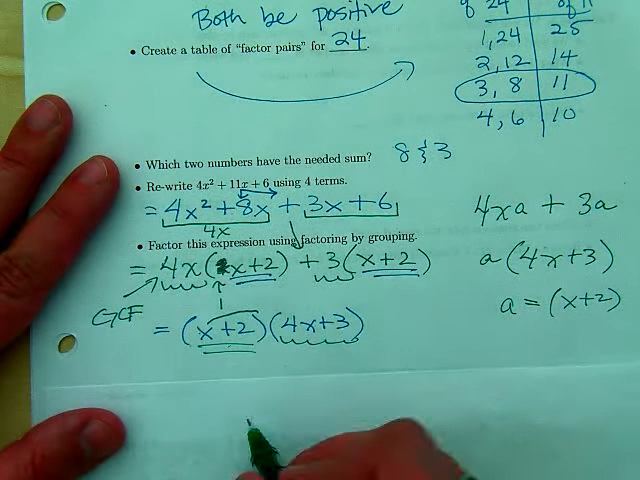 Both be positive
• Create a table of "factor pairs" for 24.
of 24
1, 24 25
2, 12 14
3, 8 11
4, 6 10
• Which two numbers have the needed sum? 8 & 3
• Re-write 4x² + 11x + 6 using 4 terms.
= 4x² + 8x + 3x + 6
4x
• Factor this expression using factoring by grouping.
= 4x(x+2) + 3(x+2)
GCF
= (x+2)(4x+3)
4xa + 3a
a(4x+3)
a = (x+2)